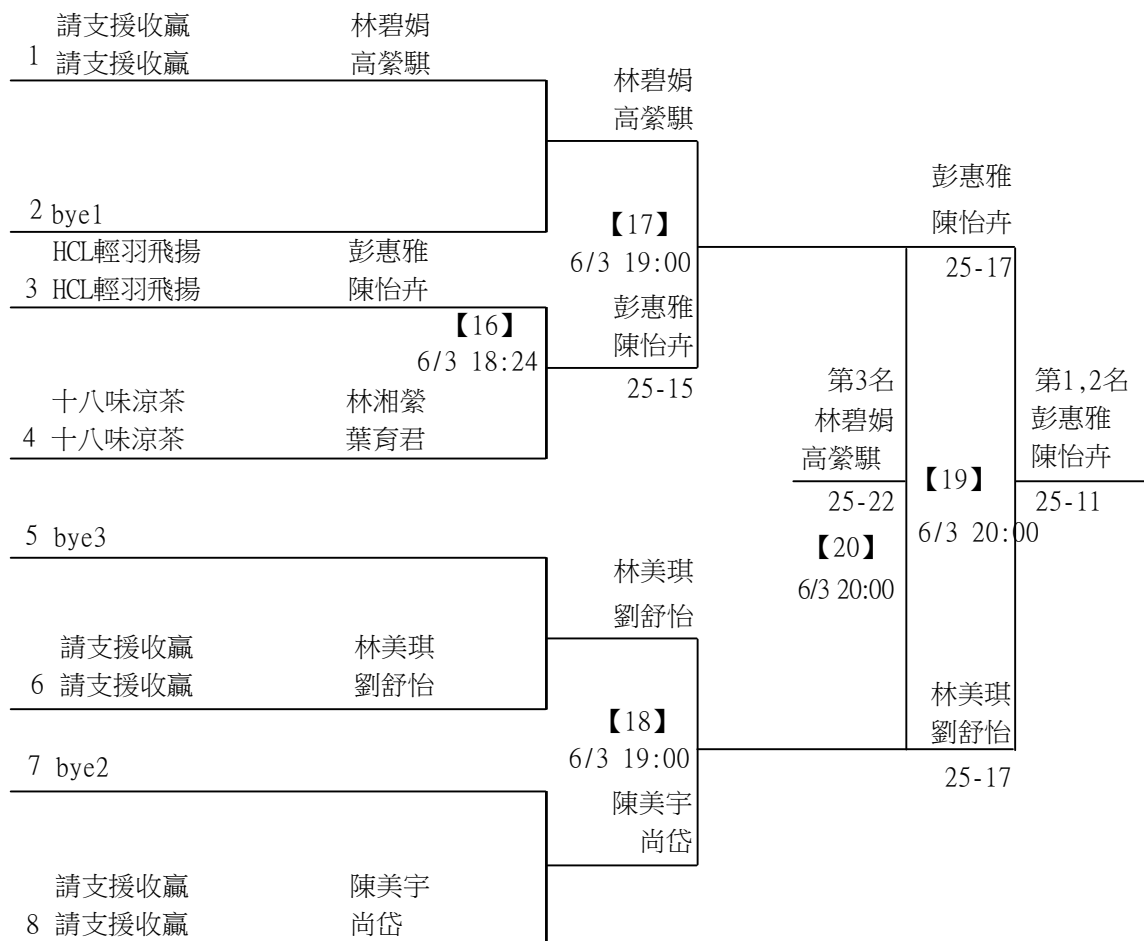 請支援收贏 林碧娟
1 請支援收贏 高縈騏
林碧娟
高縈騏
2 bye1
【17】
6/3 19:00
彭惠雅
陳怡卉
25-17
HCL輕羽飛揚 彭惠雅
3 HCL輕羽飛揚 陳怡卉
【16】
6/3 18:24
彭惠雅
陳怡卉
25-15
十八味涼茶 林湘縈
4 十八味涼茶 葉育君
第3名
林碧娟
高縈騏
25-22
【20】
6/3 20:00
【19】
6/3 20:00
第1,2名
彭惠雅
陳怡卉
25-11
5 bye3
林美琪
劉舒怡
請支援收贏 林美琪
6 請支援收贏 劉舒怡
【18】
6/3 19:00
林美琪
劉舒怡
25-17
7 bye2
陳美宇
尚岱
請支援收贏 陳美宇
8 請支援收贏 尚岱